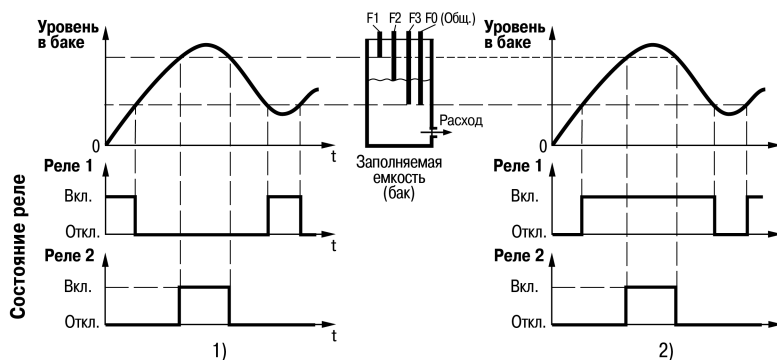 Уровень
в баке
0
t
Реле 1
Вкл.
Откл.
t
Реле 2
Вкл.
Откл.
t
Состояние реле
1)
F1 F2 F3 F0 (Общ.)
Расход
Заполняемая
емкость
(бак)
Уровень
в баке
0
Реле 1
Вкл.
Откл.
Реле 2
Вкл.
Откл.
2)